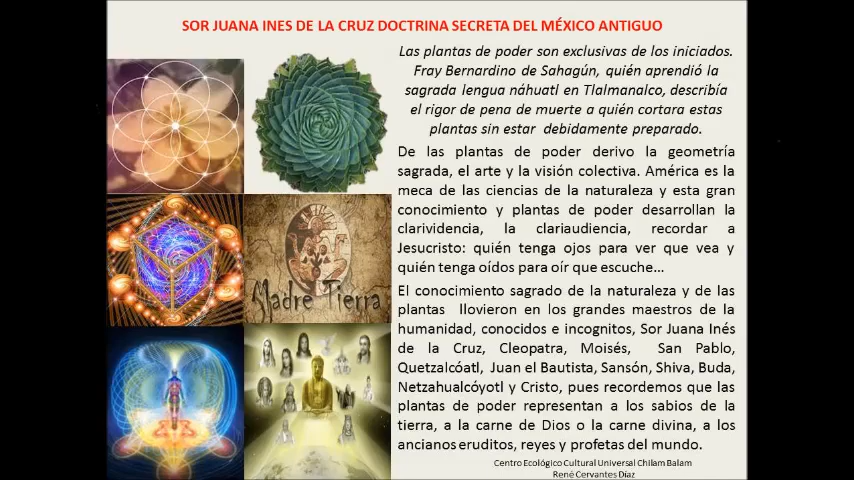 SOR JUANA INES DE LA CRUZ DOCTRINA SECRETA DEL MÉXICO ANTIGUO
Las plantas de poder son exclusivas de los iniciados.
Fray Bernardino de Sahagún, quién aprendió la
sagrada lengua náhuatl en Tlalmanalco, describía
el rigor de pena de muerte a quién cortara estas
plantas sin estar debidamente preparado.
De las plantas de poder derivo la geometría
sagrada, el arte y la visión colectiva. América es la
meca de las ciencias de la naturaleza y esta gran
conocimiento y plantas de poder desarrollan la
clarividencia, la clariaudiencia, recordar a
Jesucristo: quién tenga ojos para ver que vea y
quién tenga oídos para oír que escuche...
Madre Tierra
El conocimiento sagrado de la naturaleza y de las
plantas llovieron en los grandes maestros de la
humanidad, conocidos e incognitos, Sor Juana Inés
de la Cruz, Cleopatra, Moisés, San Pablo,
Quetzalcóatl, Juan el Bautista, Sansón, Shiva, Buda,
Netzahualcóyotl y Cristo, pues recordemos que las
plantas de poder representan a los sabios de la
tierra, a la carne de Dios o la carne divina, a los
ancianos eruditos, reyes y profetas del mundo.
Centro Ecológico Cultural Universal Chilam Balam
René Cervantes Díaz